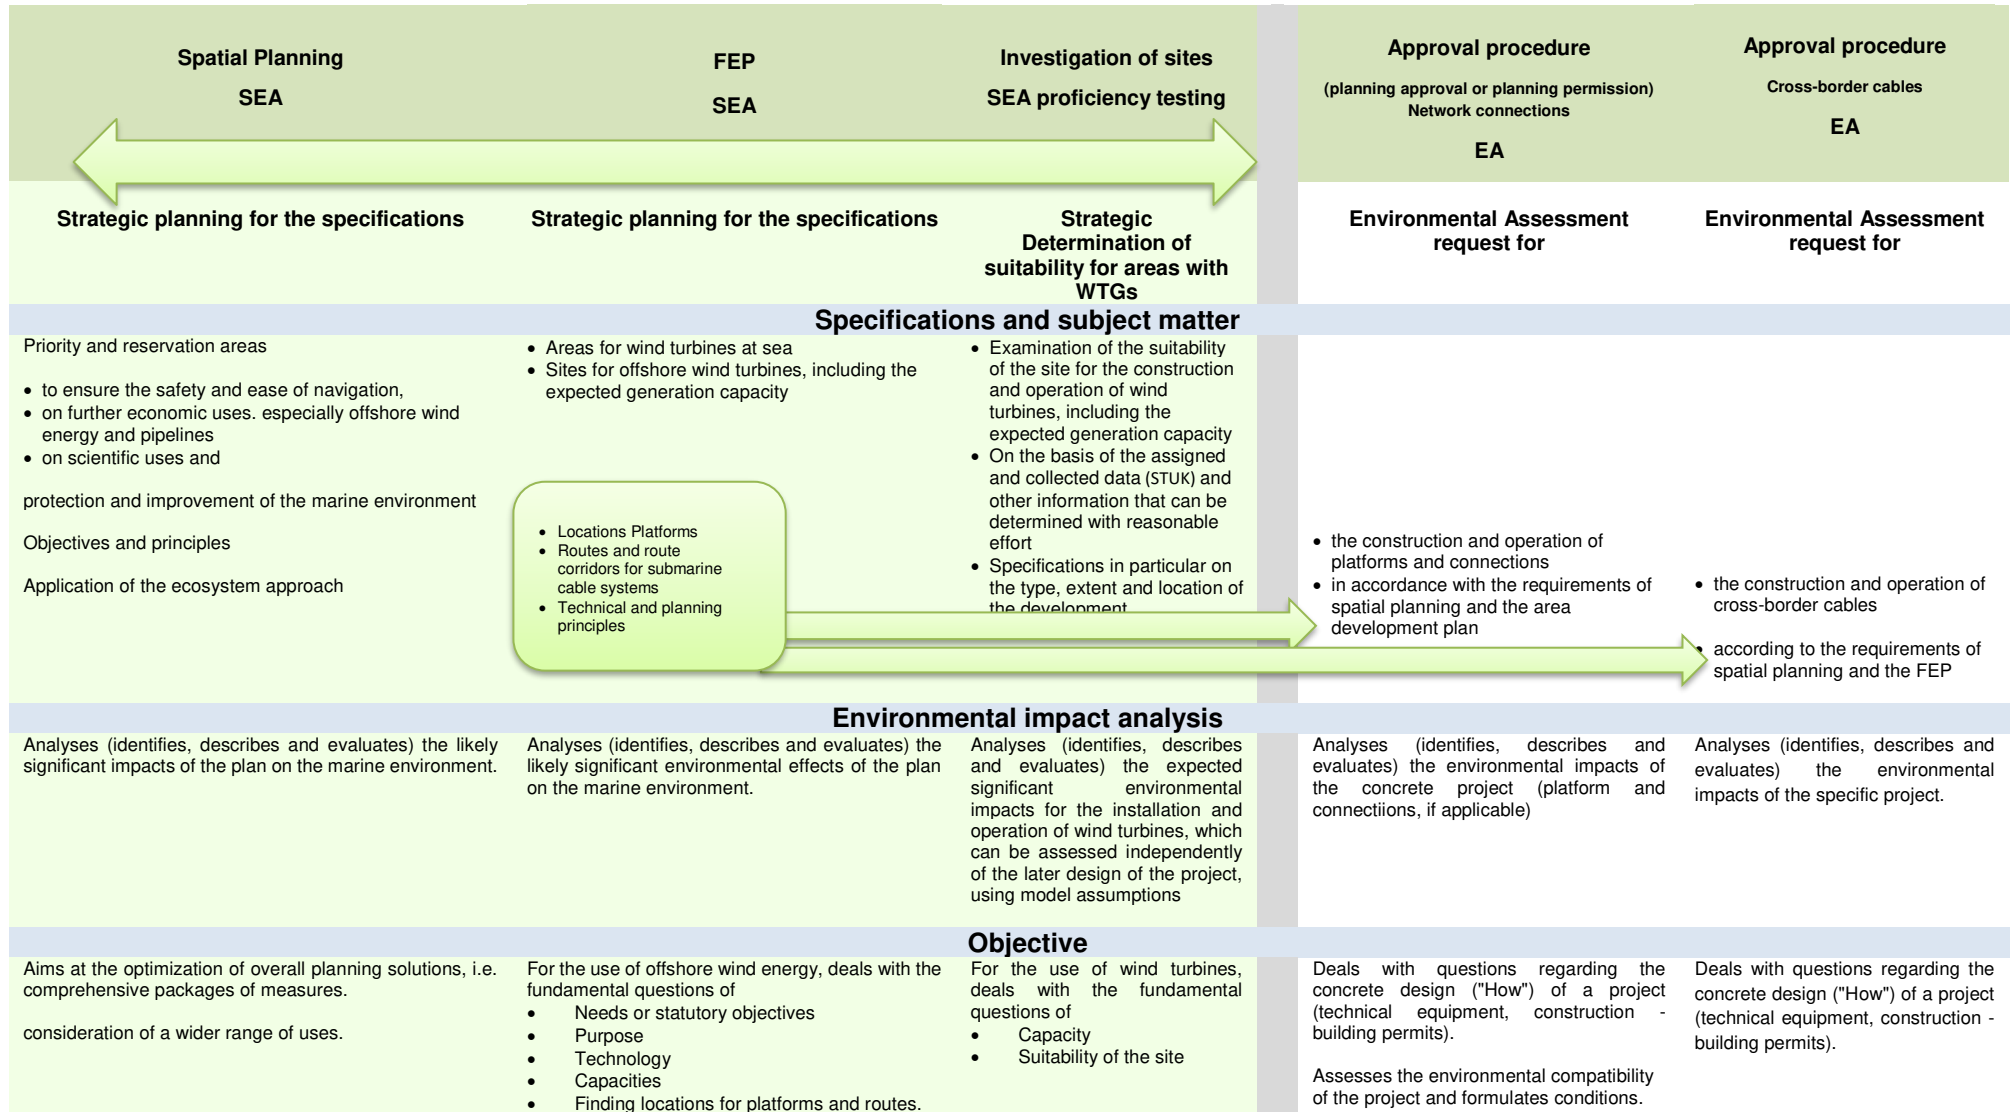 Spatial Planning
SEA
FEP
SEA
Investigation of sites
SEA proficiency testing
Approval procedure
(planning approval or planning permission)
Network connections
EA
Approval procedure
Cross-border cables
EA
Strategic planning for the specifications
Strategic planning for the specifications
Strategic
Determination of
suitability for areas with
WTGs
Environmental Assessment
request for
Environmental Assessment
request for
Specifications and subject matter
Priority and reservation areas
• to ensure the safety and ease of navigation,
• on further economic uses. especially offshore wind
energy and pipelines
• on scientific uses and
protection and improvement of the marine environment
Objectives and principles
Application of the ecosystem approach
• Areas for wind turbines at sea
• Sites for offshore wind turbines, including the
expected generation capacity
• Locations Platforms
• Routes and route
corridors for submarine
cable systems
• Technical and planning
principles
• Examination of the suitability
of the site for the construction
and operation of wind
turbines, including the
expected generation capacity
• On the basis of the assigned
and collected data (STUK) and
other information that can be
determined with reasonable
effort
• Specifications in particular on
the type, extent and location of
the development
• the construction and operation of
platforms and connections
• in accordance with the requirements of
spatial planning and the area
development plan
• the construction and operation of
cross-border cables
• according to the requirements of
spatial planning and the FEP
Environmental impact analysis
Analyses (identifies, describes and evaluates) the likely
significant impacts of the plan on the marine environment.
Analyses (identifies, describes and evaluates) the
likely significant environmental effects of the plan
on the marine environment.
Analyses (identifies, describes
and evaluates) the expected
significant environmental
impacts for the installation and
operation of wind turbines, which
can be assessed independently
of the later design of the project,
using model assumptions
Analyses (identifies, describes and
evaluates) the environmental impacts of
the concrete project (platform and
connectiions, if applicable)
Analyses (identifies, describes and
evaluates) the environmental
impacts of the specific project.
Objective
Aims at the optimization of overall planning solutions, i.e.
comprehensive packages of measures.
consideration of a wider range of uses.
For the use of offshore wind energy, deals with the
fundamental questions of
• Needs or statutory objectives
• Purpose
• Technology
• Capacities
• Finding locations for platforms and routes.
For the use of wind turbines,
deals with the fundamental
questions of
• Capacity
• Suitability of the site
Deals with questions regarding the
concrete design ("How") of a project
(technical equipment, construction -
building permits).
Assesses the environmental compatibility
of the project and formulates conditions.
Deals with questions regarding the
concrete design ("How") of a project
(technical equipment, construction -
building permits).